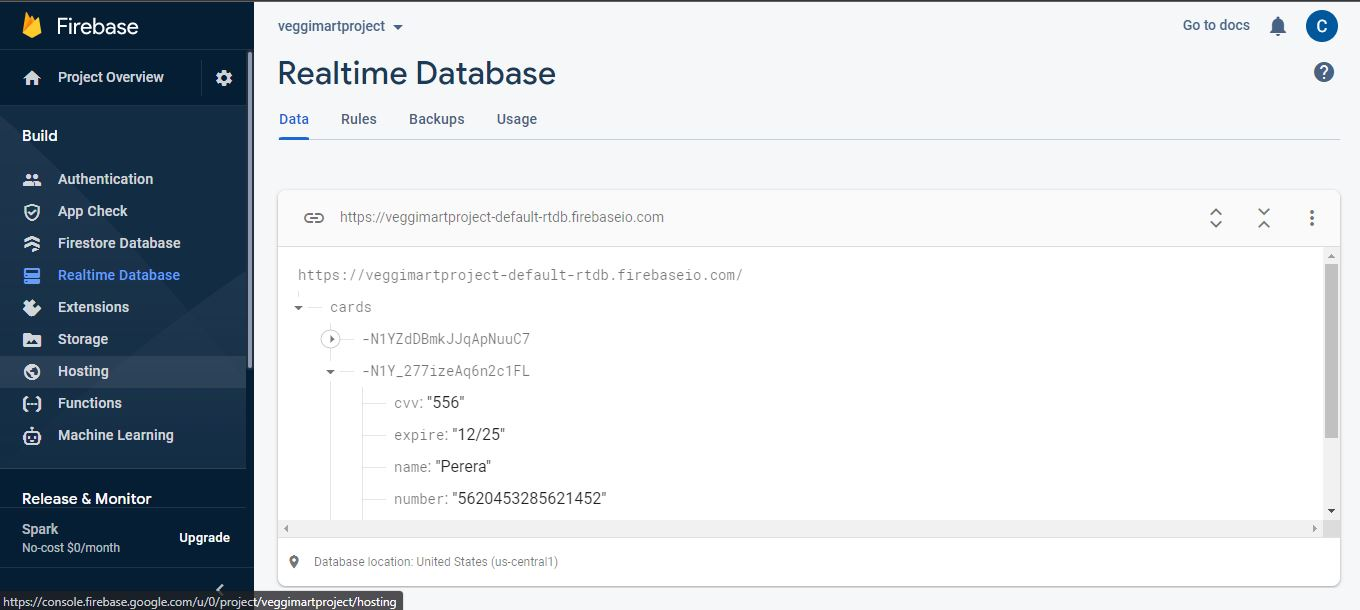 Firebase
veggimartproject
Go to docs
C
Project Overview
Realtime Database
?
Data
Rules
Backups
Usage
Build
Authentication
App Check
Firestore Database
Realtime Database
Extensions
Storage
Hosting
Functions
Machine Learning
Release & Monitor
Spark
No-cost $0/month
Upgrade
https://veggimartproject-default-rtdb.firebaseio.com
https://veggimartproject-default-rtdb.firebaseio.com/
cards
-N1YZdDBmkJJqApNuuC7
-N1Y_277izeAq6n2c1FL
cvv: "556"
expire: "12/25"
name: "Perera"
number: "5620453285621452"
Database location: United States (us-central1)
https://console.firebase.google.com/u/0/project/veggimartproject/hosting